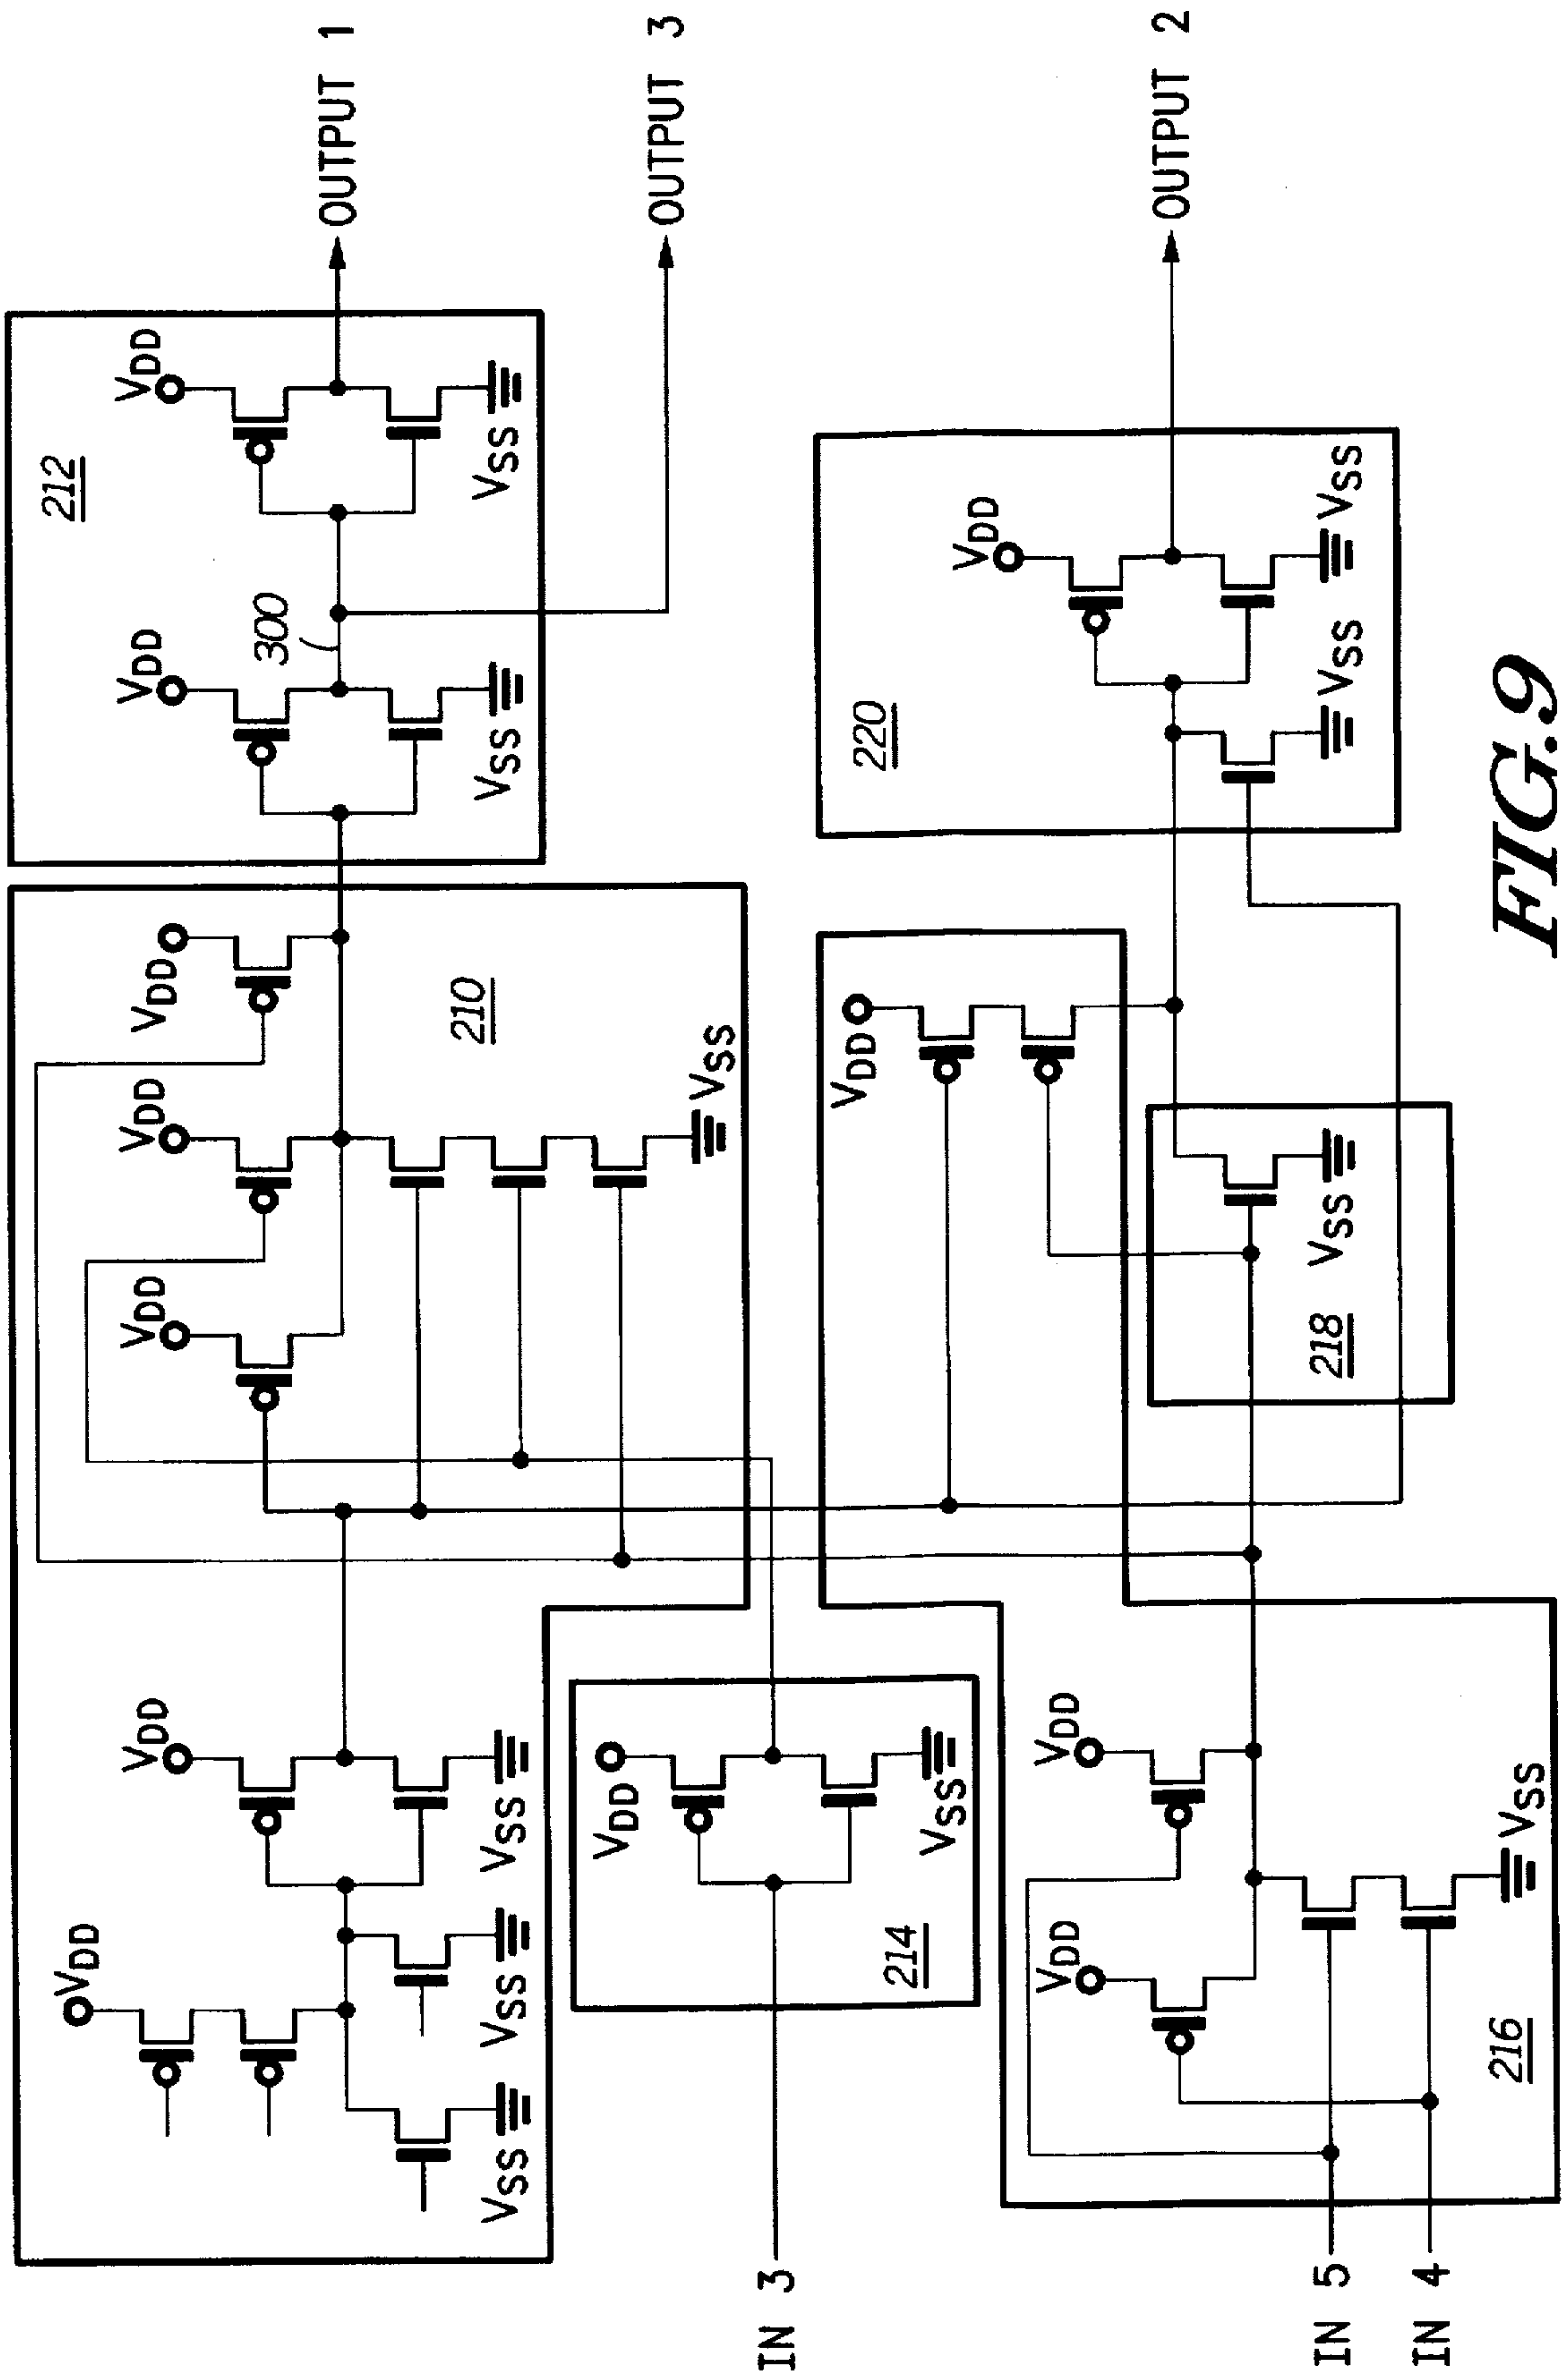 OUTPUT 1
OUTPUT 3
OUTPUT 2
212
VDD
VDD
300
VSS
VSS
220
VDD
VSS
VSS
210
VDD
VDD
VDD
VSS
VDD
218
VSS
VDD
VDD
VSS
VSS
VSS
214
VDD
VSS
216
VDD
VDD
VSS
IN 3
IN 5
IN 4
FIG.9